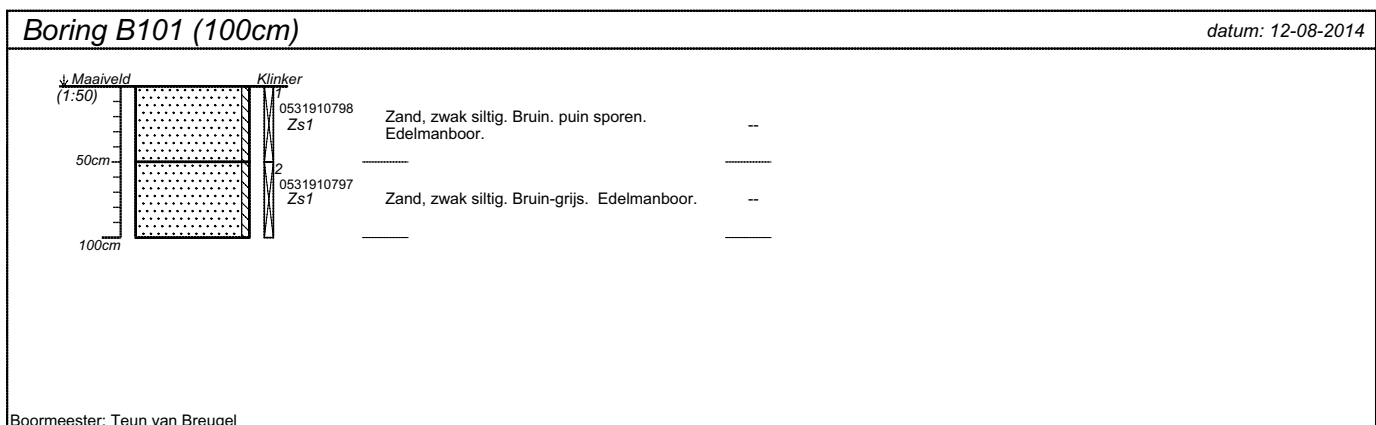 Boring B101 (100cm)
datum: 12-08-2014
Maaiveld
Klinker
(1:50)
1
0531910798
Zs1
Zand, zwak siltig. Bruin. puin sporen.
Edelmanboor.
--
50cm
2
0531910797
Zs1
Zand, zwak siltig. Bruin-grijs. Edelmanboor.
--
100cm
Boormeester: Teun van Breugel